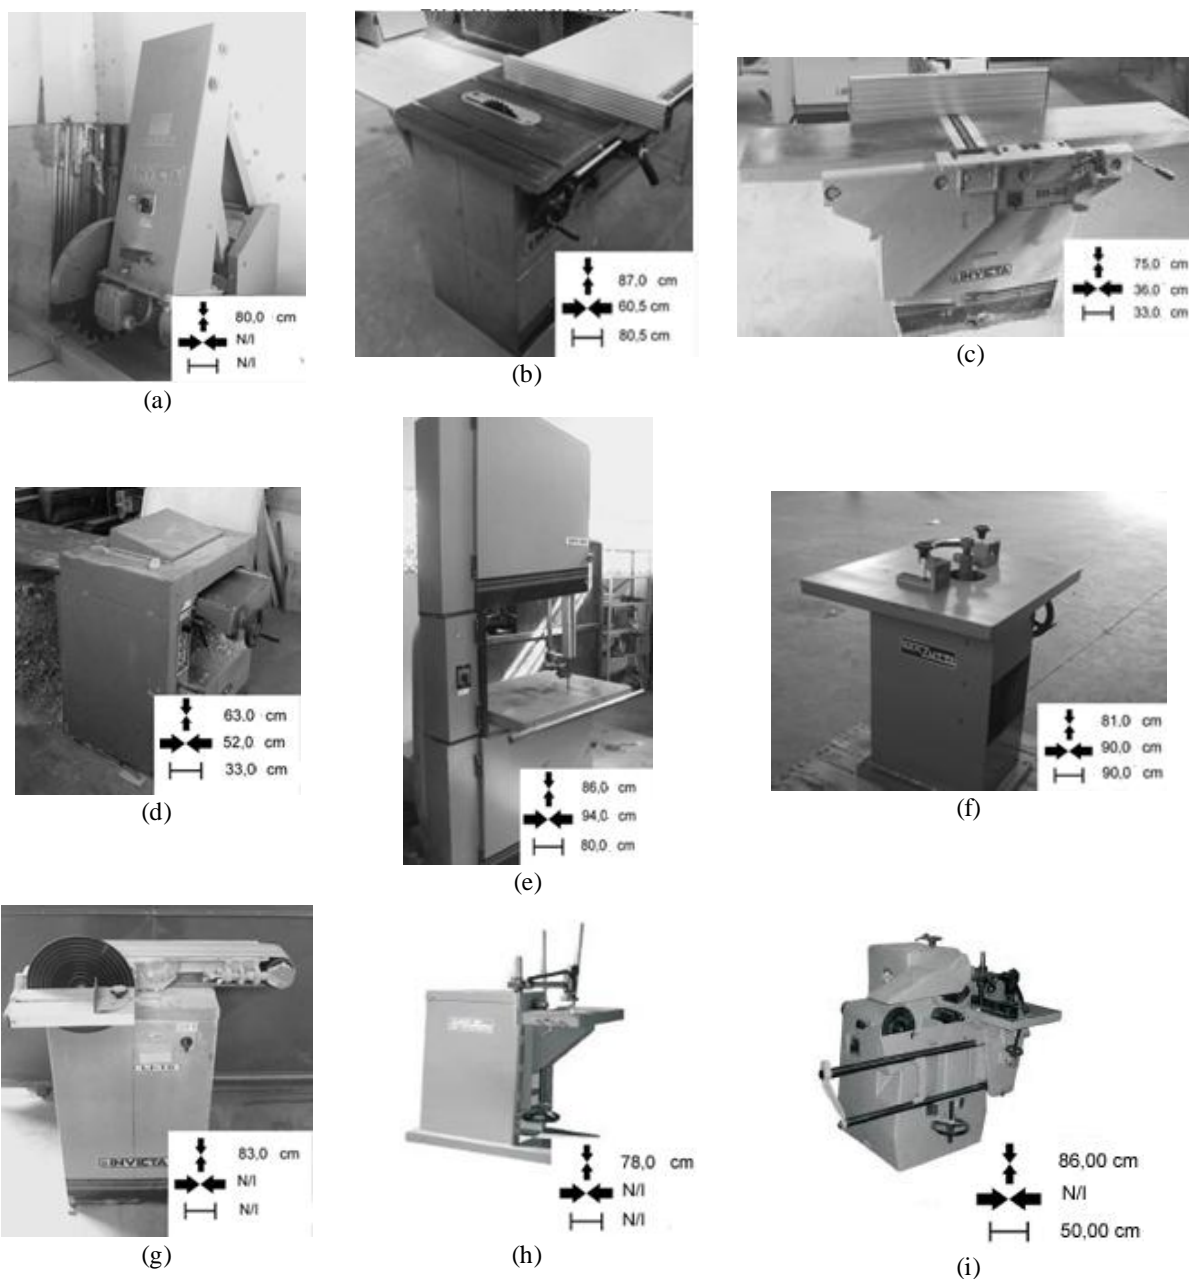 80,0 cm
N/I
N/I
(a)
87,0 cm
60,5 cm
80,5 cm
(b)
INVICTA
75,0 cm
36,0 cm
33,0 cm
(c)
63,0 cm
52,0 cm
33,0 cm
(d)
86,0 cm
94,0 cm
80,0 cm
(e)
81,0 cm
90,0 cm
90,0 cm
(f)
INVICTA
83,0 cm
N/I
N/I
(g)
78,0 cm
N/I
N/I
(h)
86,00 cm
N/I
50,00 cm
(i)